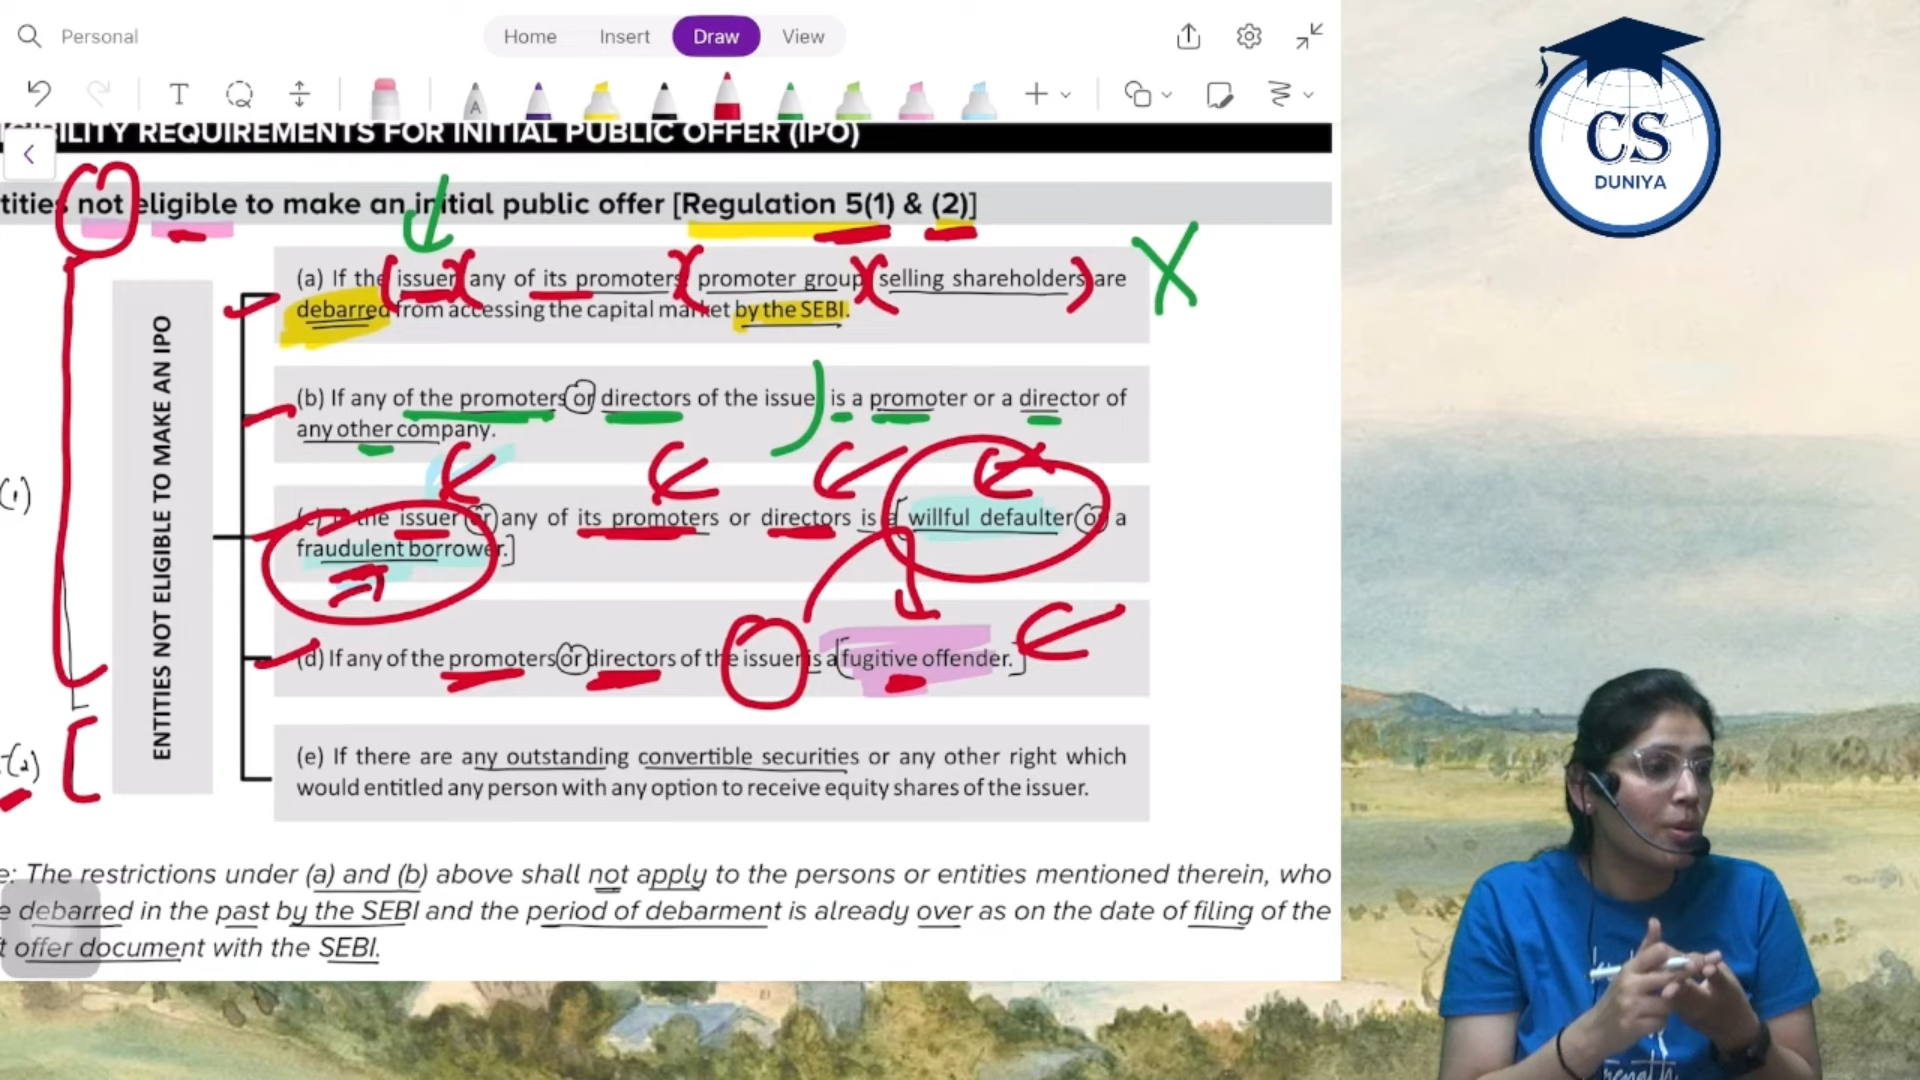 Personal
Home Insert Draw View
T
A
IBILITY REQUIREMENTS FOR INITIAL PUBLIC OFFER (IPO)
tities not eligible to make an initial public offer [Regulation 5(1) & (2)]
ENTITIES NOT ELIGIBLE TO MAKE AN IPO
(a) If the issuer any of its promoters, promoter group, selling shareholders are
debarred from accessing the capital market by the SEBI.
(b) If any of the promoters or directors of the issuer is a promoter or a director of
any other company.
(1)
(c) If the issuer or any of its promoters or directors is a willful defaulter or a
fraudulent borrower.
(d) If any of the promoters or directors of the issuer is a fugitive offender.
(2)
(e) If there are any outstanding convertible securities or any other right which
would entitled any person with any option to receive equity shares of the issuer.
e: The restrictions under (a) and (b) above shall not apply to the persons or entities mentioned therein, who
e debarred in the past by the SEBI and the period of debarment is already over as on the date of filing of the
t offer document with the SEBI.
CS
DUNIYA